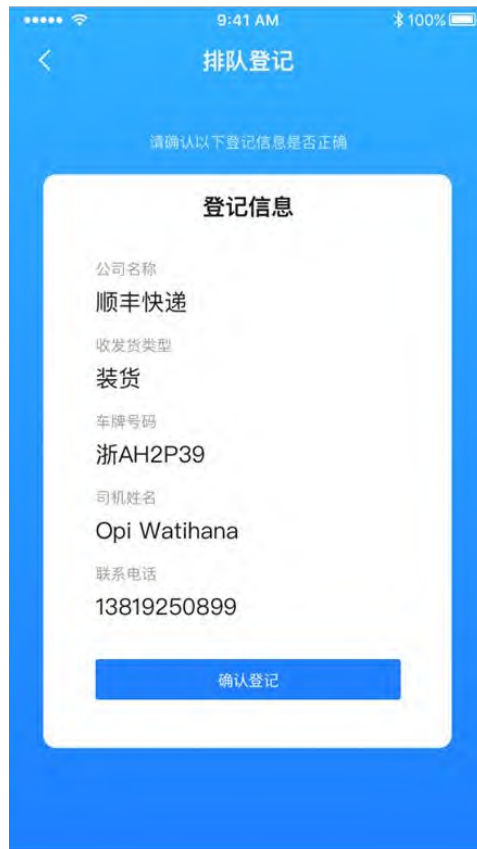 9:41 AM
100%
排队登记
请确认以下登记信息是否正确
登记信息
公司名称
顺丰快递
收发货类型
装货
车牌号码
浙AH2P39
司机姓名
Opi Watihana
联系电话
13819250899
确认登记